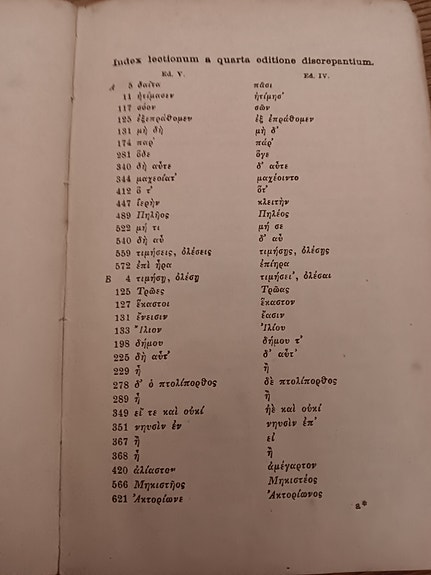 Index lectionum a quarta editione discrepantium.
Ed. V. Ed. IV.
A 5 δαῖτα πᾶσι
11 ἠτίμασεν ἠτίμησ'
117 σόον σῶν
125 ἐξεπράθομεν ἐξ ἐπράθομεν
131 μὴ δὴ μὴ δ'
174 παρ' πάρ'
281 ὅδε ὅγε
340 δὴ αὖτε δ' αὖτε
344 μαχεοίατ' μαχέοιντο
412 ὅ τ' ὅτ'
447 ἱερὴν κλειτὴν
489 Πηλῆος Πηλέος
522 μή τι μή σε
540 δὴ αὖ δ' αὖ
559 τιμήσεις, ὀλέσεις τιμήσῃς, ὀλέσῃς
572 ἐπὶ ἦρα ἐπίηρα
B 4 τιμήσῃ, ὀλέσῃ τιμήσει', ὀλέσαι
125 Τρῶες Τρῶας
127 ἕκαστοι ἕκαστον
131 ἔνεισιν ἔασιν
133 Ἴλιον Ἰλίου
198 δήμου δήμου τ'
225 δὴ αὖτ' δ' αὖτ'
229 ἦ ἢ
278 δ' ὁ πτολίπορθος δὲ πτολίπορθος
289 ἦ ἢ
349 εἴ τε καὶ οὐκί ἠὲ καὶ οὐκί
351 νηυσὶν ἐν νηυσὶν ἐπ'
367 ἦ εἰ
368 ἦ ἢ
420 ἀλίαστον ἀμέγαρτον
566 Μηκιστῆος Μηκιστέος
621 Ἀκτορίωνε Ἀκτορίωνος
a*